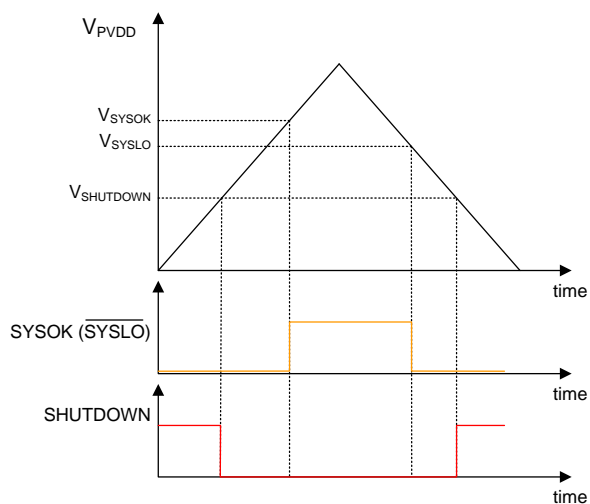 VPVDD
VSYSOK
VSYSLO
VSHUTDOWN
time
SYSOK (SYSLO)
time
SHUTDOWN
time